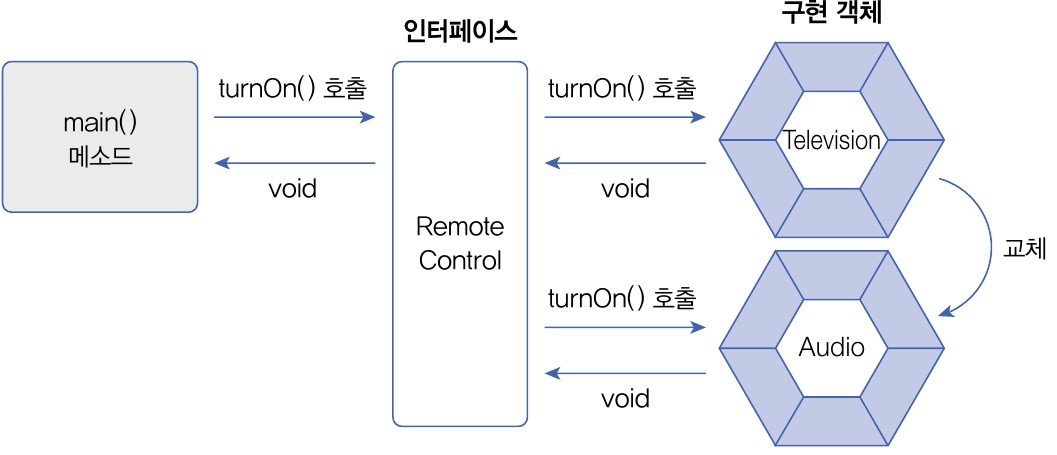 구현 객체
인터페이스
main()
메소드
turnOn() 호출
void
Remote
Control
turnOn() 호출
void
Television
교체
turnOn() 호출
void
Audio